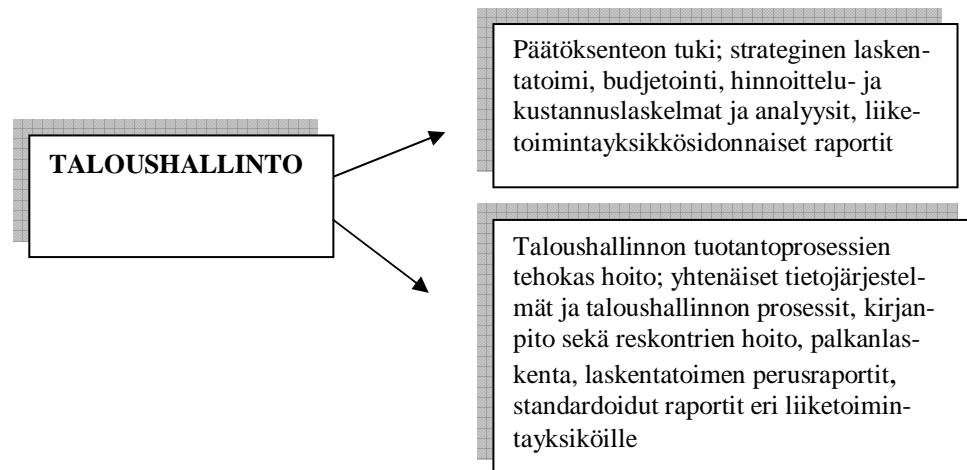 TALOUSHALLINTO
Päätöksenteon tuki; strateginen lasken-
tatoimi, budjetointi, hinnoittelu- ja
kustannuslaskelmat ja analyysit, liike-
toimintayksikkösidonnaiset raportit
Taloushallinnon tuotantoprosessien
tehokas hoito; yhtenäiset tietojärjestel-
mät ja taloushallinnon prosessit, kirjan-
pito sekä reskontrien hoito, palkanlas-
kenta, laskentatoimen perusraportit,
standardoidut raportit eri liiketoimin-
tayksiköille